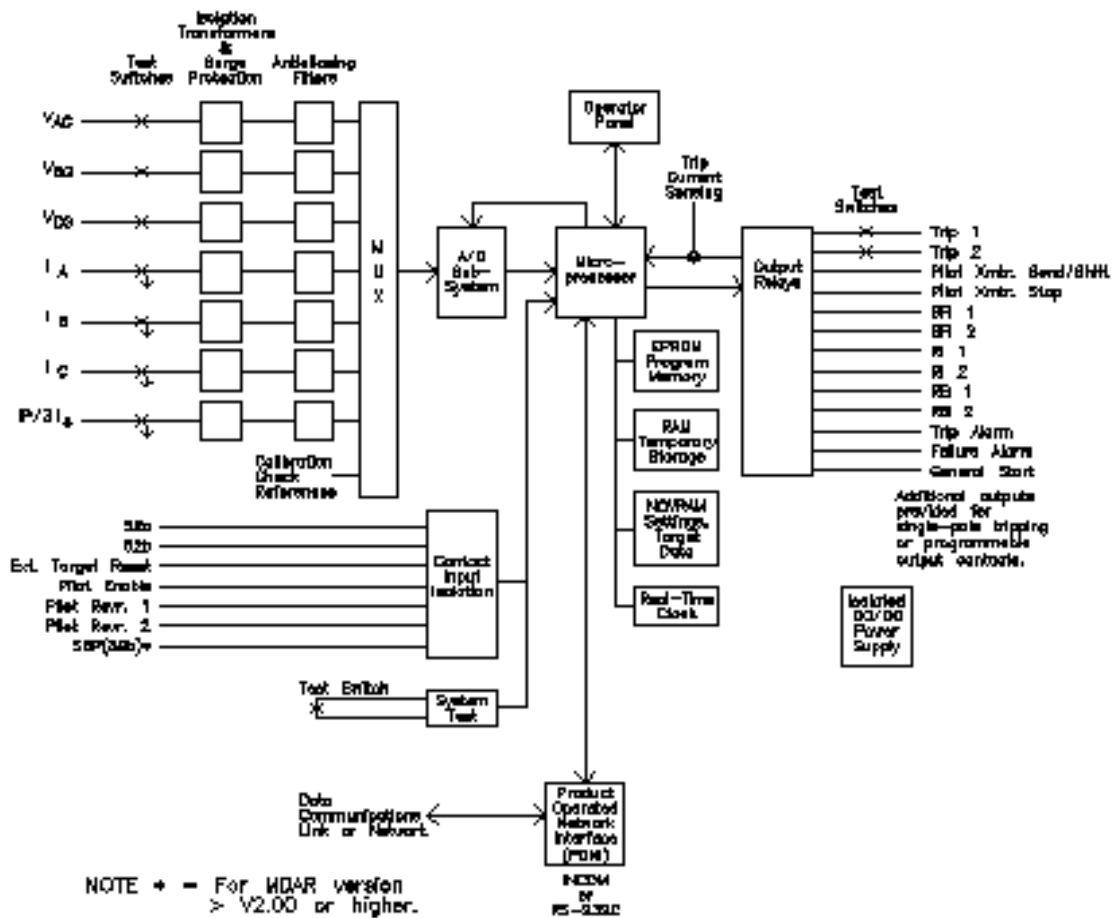 Isolation
Transformers
&
Surge
Protection
Test
Switches
Antialiasing
Filters
VAG
VBG
I A
I B
I C
IP/3I
MUX
Calibration
Check
Reference
A/D
Sub-
System
Operator
Panel
Micro-
processor
Trip
Current
Sensing
Output
Relays
Test
Switches
Trip 1
Trip 2
Pilot Xmtr. Send/Shift
Pilot Xmtr. Stop
BFI 1
BFI 2
RI 1
RI 2
RB 1
RB 2
Trip Alarm
Failure Alarm
General Start
Additional outputs
provided for
single-pole tripping
or programmable
output contacts.
EPROM
Program
Memory
RAM
Temporary
Storage
NOVRAM
Settings,
Target
Data
Real-Time
Clock
Isolated
DC/DC
Power
Supply
52b
Ext. Target Reset
Pilot Enable
Pilot Rcvr. 1
Pilot Rcvr. 2
Contact
Input
Isolation
Test Switch
System
Test
Data
Communications
Link or Network
Product
Operated
Network
Interface
(PONI)
INCOM
or
RS-232C
NOTE * = For MDAR version
> V2.00 or higher.